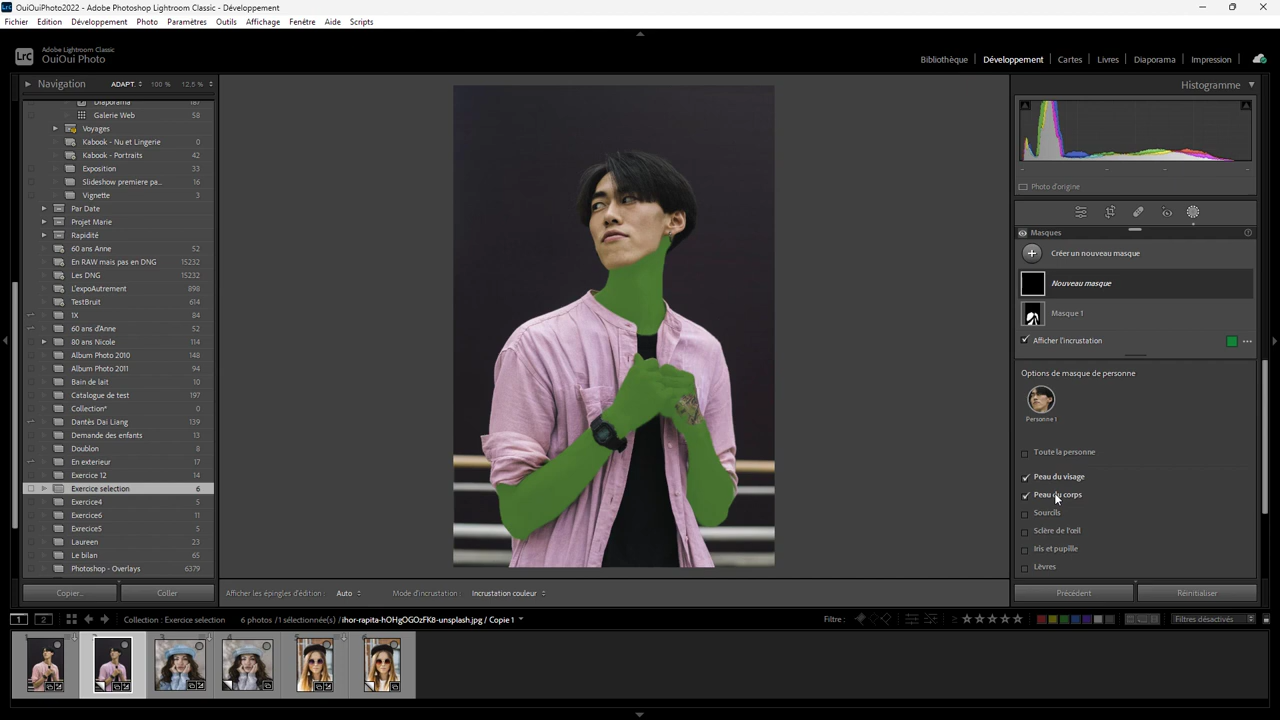 OuiOuiPhoto2022 - Adobe Photoshop Lightroom Classic - Développement
Fichier Edition Développement Photo Paramètres Outils Affichage Fenêtre Aide Scripts
Lrc Adobe Lightroom Classic
OuiOui Photo
Bibliothèque Développement Cartes Livres Diaporama Impression
Navigation ADAPT. 100 % 12,5 %
Histogramme
Diaporama 187
Galerie Web 58
Voyages
Kabook - Nu et Lingerie 0
Kabook - Portraits 42
Exposition 33
Slideshow premiere pa... 16
Vignette 3
Par Date
Projet Marie
Rapidité
60 ans Anne 52
En RAW mais pas en DNG 15232
Les DNG 15232
L'expoAutrement 898
TestBruit 614
1X 84
60 ans d'Anne 52
80 ans Nicole 114
Album Photo 2010 148
Album Photo 2011 94
Bain de lait 10
Catalogue de test 197
Collection* 0
Dantès Dai Liang 139
Demande des enfants 13
Doublon 8
En exterieur 17
Exercice 12 14
Exercice selection 6
Exercice4 5
Exercice6 11
Exrecice5 5
Laureen 23
Le bilan 65
Photoshop - Overlays 6379
Photo d'origine
Masques
Créer un nouveau masque
Nouveau masque
Masque 1
Afficher l'incrustation
Options de masque de personne
Personne 1
Toute la personne
Peau du visage
Peau du corps
Sourcils
Sclère de l'œil
Iris et pupille
Lèvres
Copier... Coller
Afficher les épingles d'édition : Auto Mode d'incrustation : Incrustation couleur
Précédent Réinitialiser
1 2 Collection : Exercice selection 6 photos /1 sélectionnée(s) /ihor-rapita-hOHgOGOzFK8-unsplash.jpg / Copie 1 Filtre : Filtres désactivés